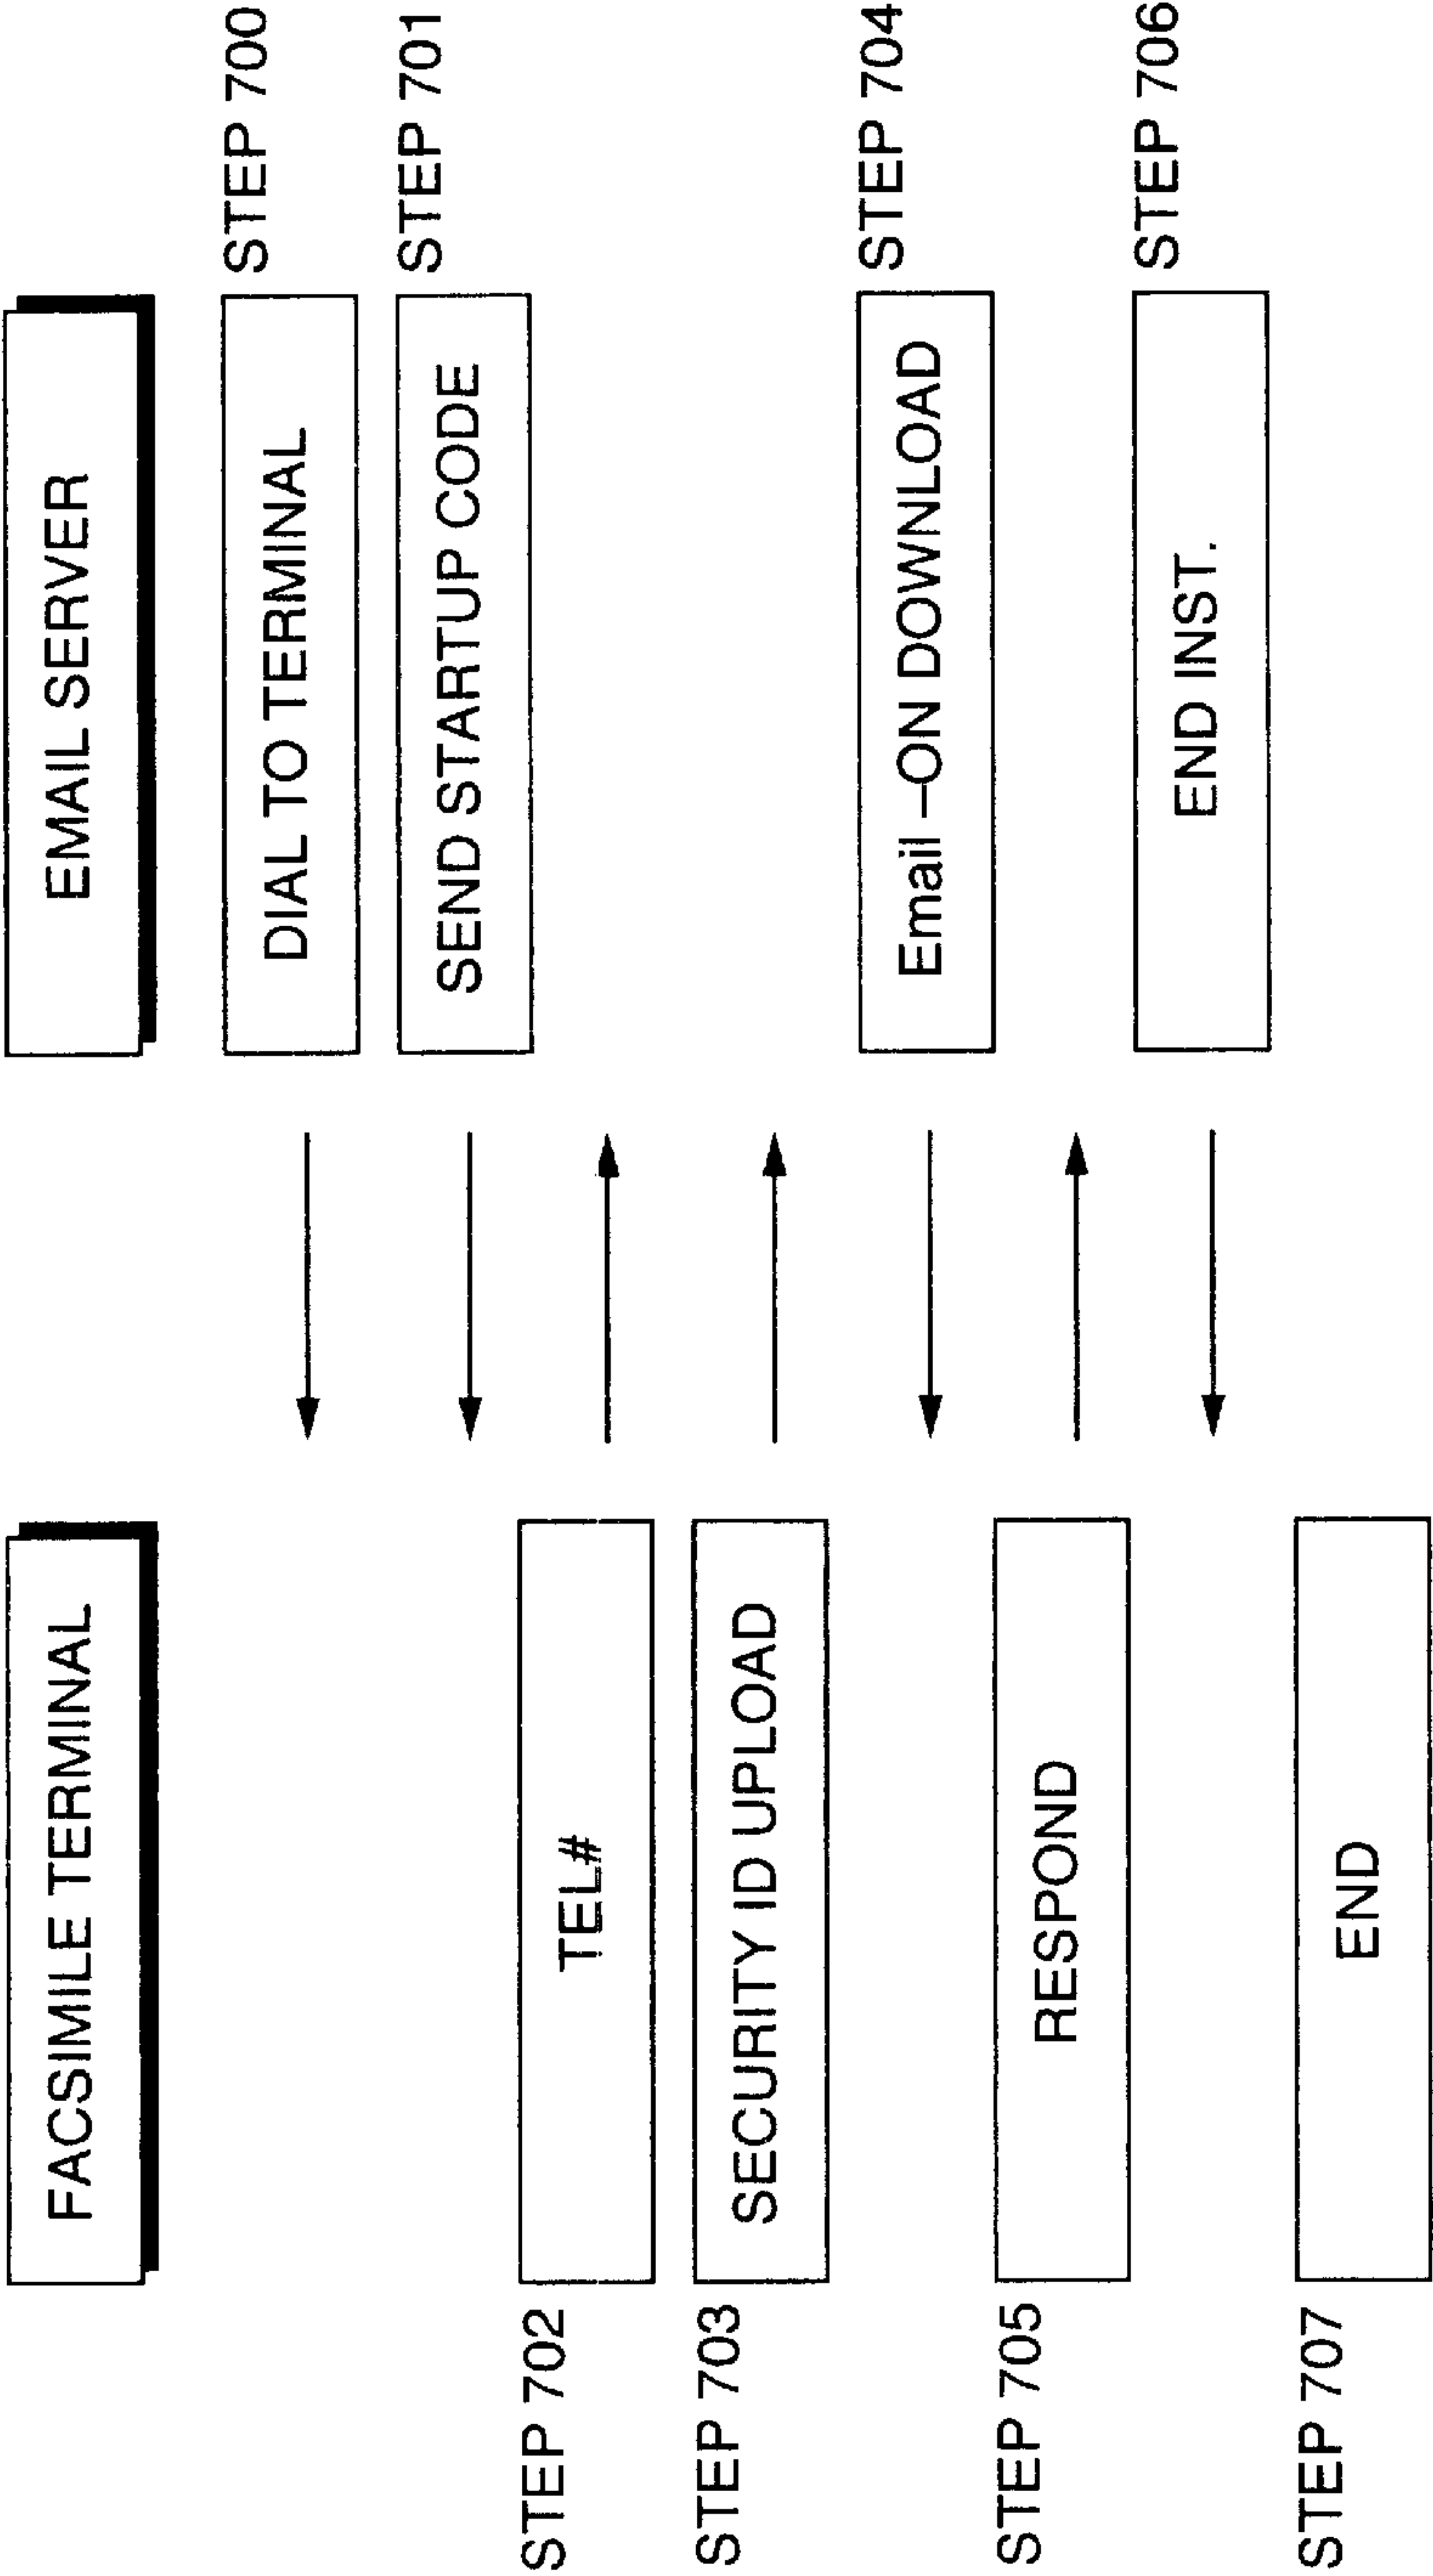 FACSIMILE TERMINAL
EMAIL SERVER
DIAL TO TERMINAL
STEP 700
SEND STARTUP CODE
STEP 701
STEP 702
TEL#
STEP 703
SECURITY ID UPLOAD
Email –ON DOWNLOAD
STEP 704
STEP 705
RESPOND
END INST.
STEP 706
STEP 707
END